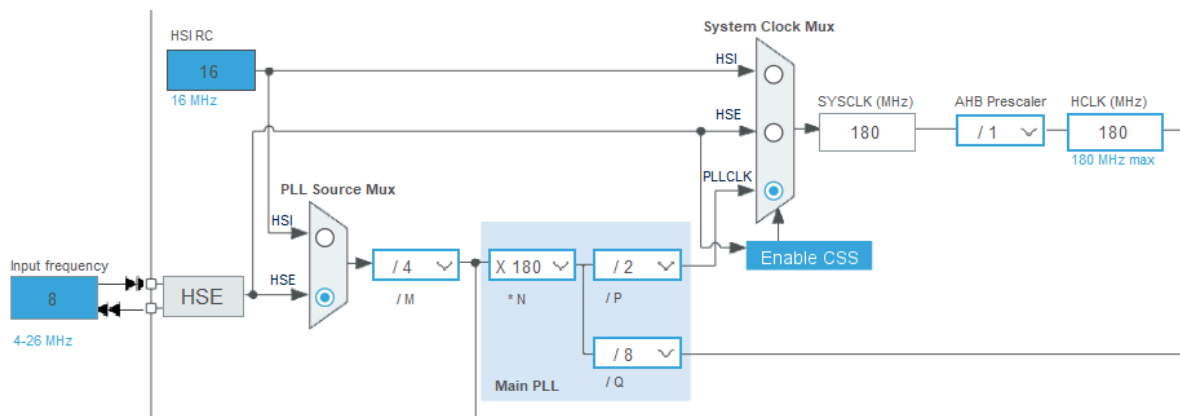 System Clock Mux
HSI RC
16
16 MHz
HSI
SYSCLK (MHz)
AHB Prescaler
HCLK (MHz)
HSE
180
/ 1
180
180 MHz max
PLL Source Mux
PLLCLK
HSI
Enable CSS
Input frequency
8
4-26 MHz
HSE
HSE
/ 4
/ M
X 180
* N
/ 2
/ P
/ 8
/ Q
Main PLL